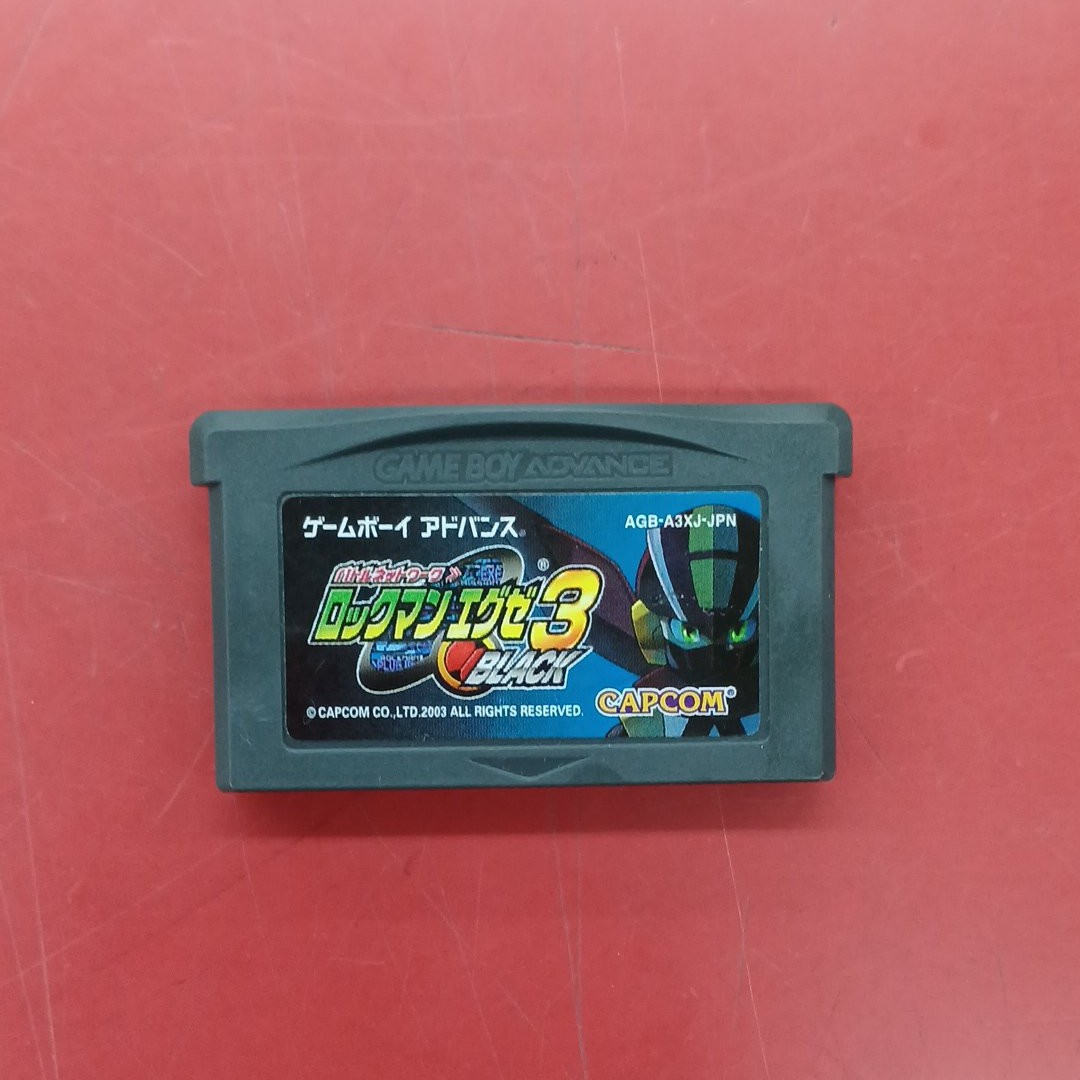 GAME BOY ADVANCE
ゲームボーイ アドバンス®
AGB-A3XJ-JPN
バトルネットワーク
ロックマン エグゼ3®
BLACK
CAPCOM®
© CAPCOM CO.,LTD.2003 ALL RIGHTS RESERVED.